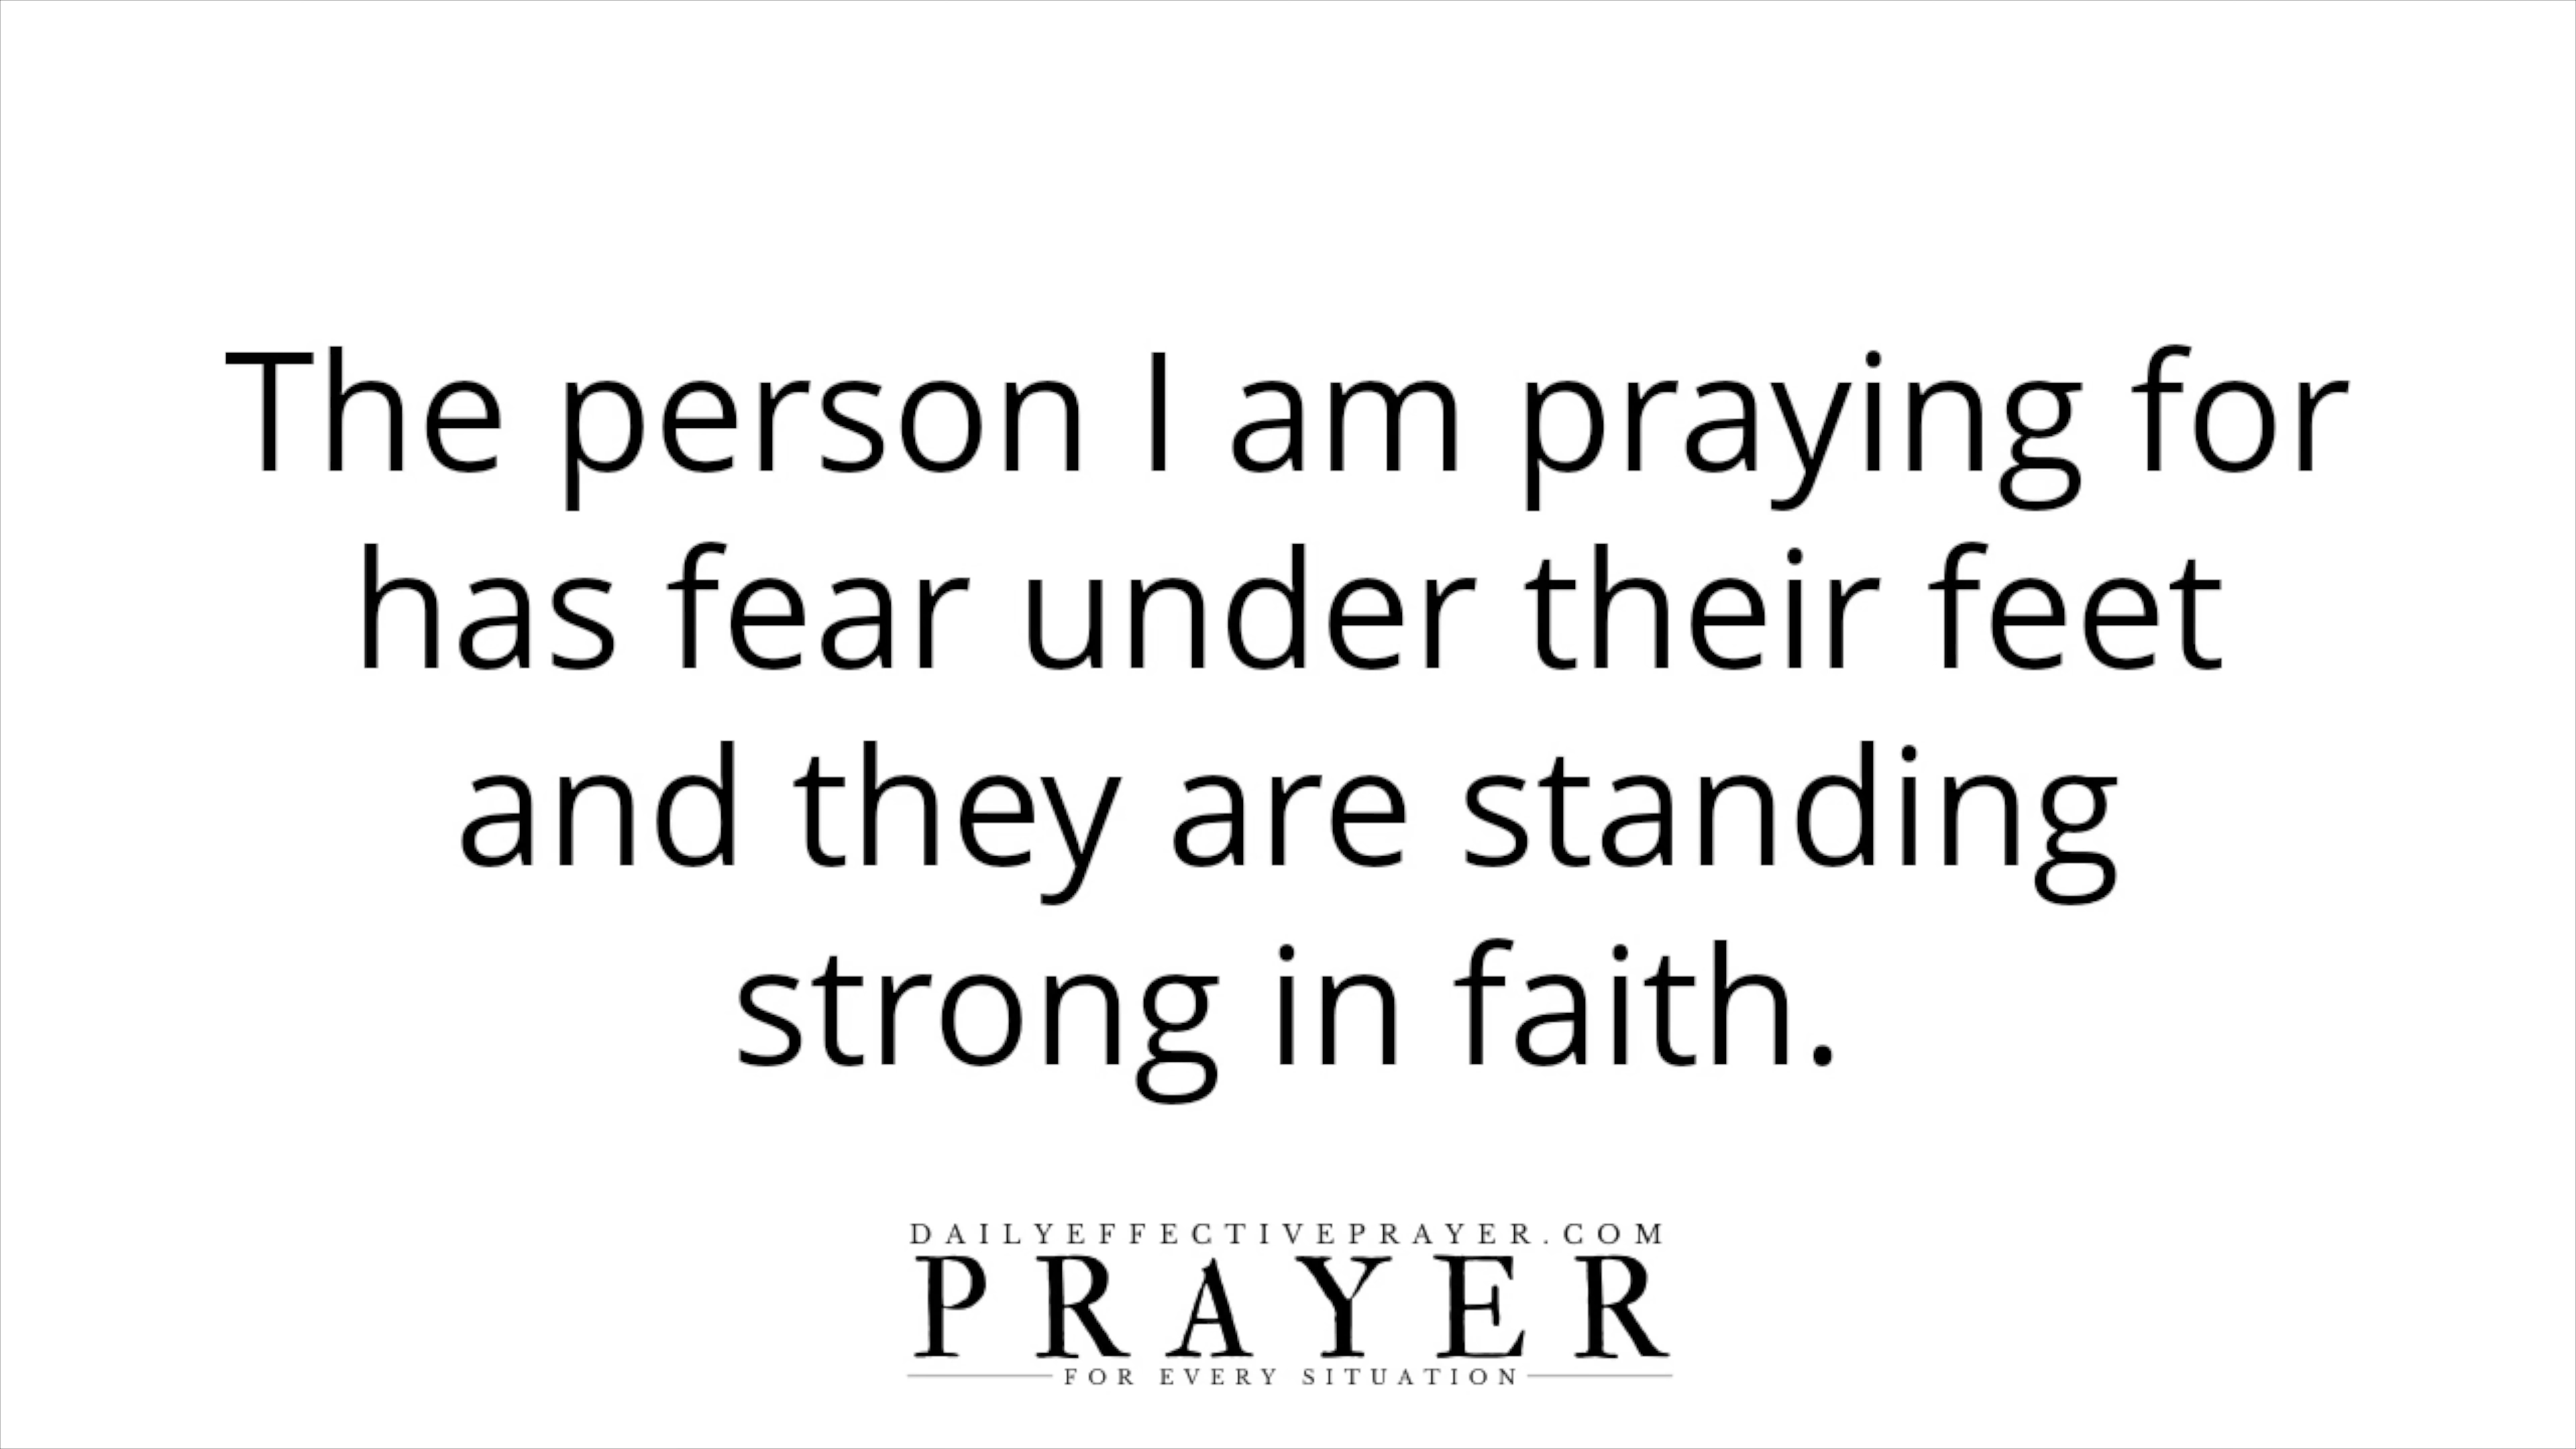 The person I am praying for
has fear under their feet
and they are standing
strong in faith.
DAILYEFFECTIVEPRAYER.COM
PRAYER
FOR EVERY SITUATION